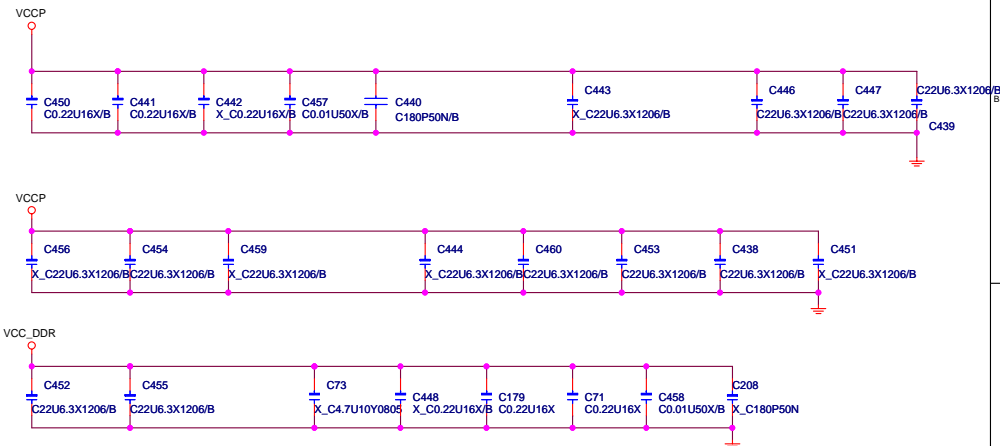 VCCP
C450
C0.22U16X/B
C441
C0.22U16X/B
C442
X_C0.22U16X/B
C457
C0.01U50X/B
C440
C180P50N/B
C443
X_C22U6.3X1206/B
C446
C22U6.3X1206/B
C447
C22U6.3X1206/B
C22U6.3X1206/B
C439
B
VCCP
C456
X_C22U6.3X1206/B
C454
C22U6.3X1206/B
C459
X_C22U6.3X1206/B
C444
X_C22U6.3X1206/B
C460
C22U6.3X1206/B
C453
C22U6.3X1206/B
C438
C22U6.3X1206/B
C451
X_C22U6.3X1206/B
VCC_DDR
C452
C22U6.3X1206/B
C455
C22U6.3X1206/B
C73
X_C4.7U10Y0805
C448
X_C0.22U16X/B
C179
C0.22U16X
C71
C0.22U16X
C458
C0.01U50X/B
C208
X_C180P50N